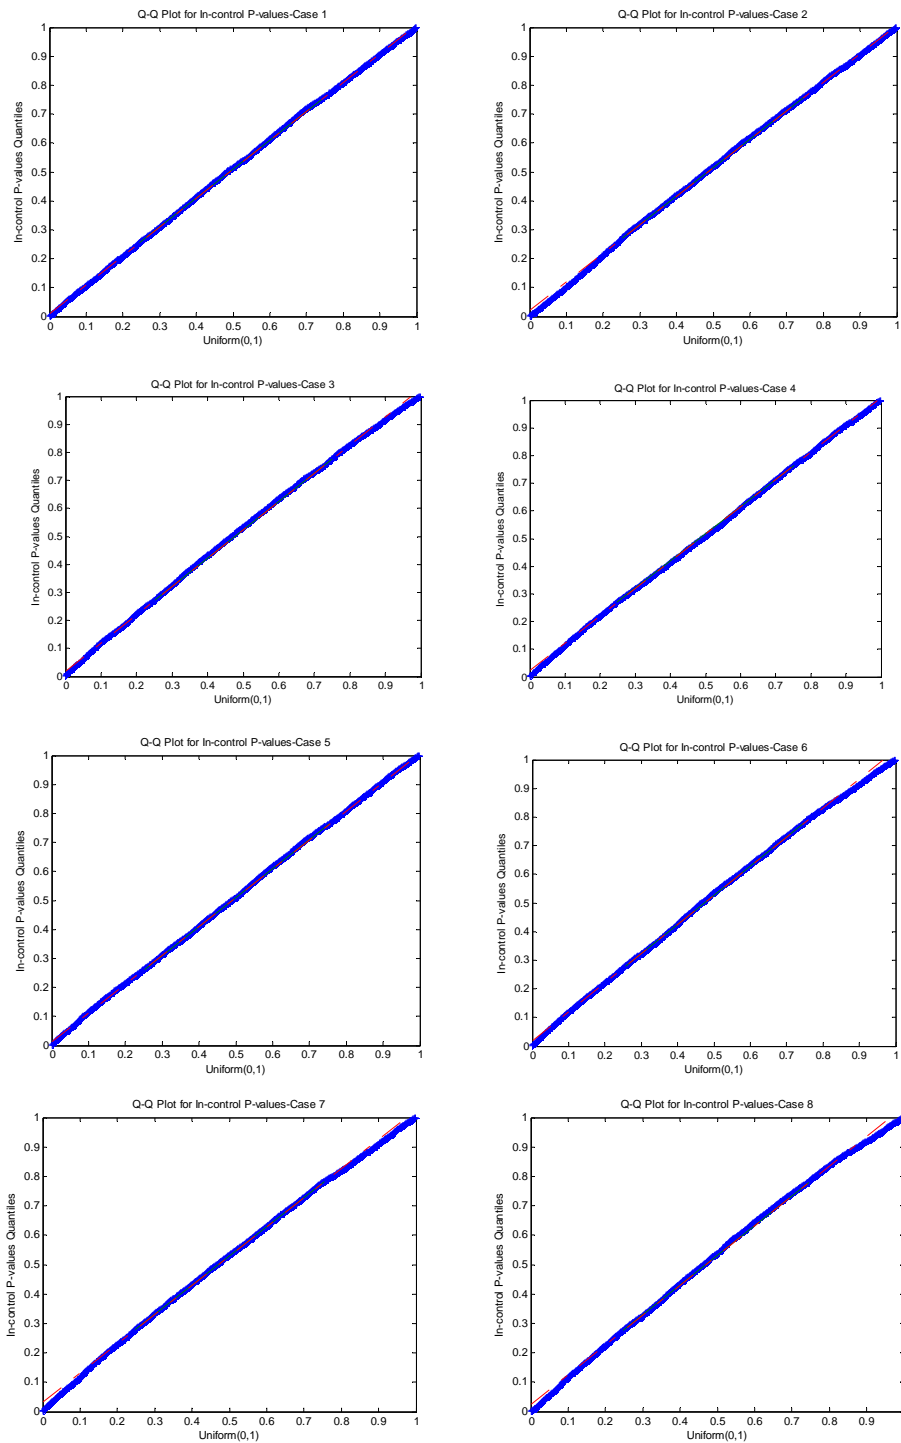 Q-Q Plot for In-control P-values-Case 1
1
0.9
0.8
0.7
0.6
0.5
0.4
0.3
0.2
0.1
0
In-control P-values Quantiles
0 0.1 0.2 0.3 0.4 0.5 0.6 0.7 0.8 0.9 1
Uniform(0,1)
Q-Q Plot for In-control P-values-Case 2
1
0.9
0.8
0.7
0.6
0.5
0.4
0.3
0.2
0.1
0
In-control P-values Quantiles
0 0.1 0.2 0.3 0.4 0.5 0.6 0.7 0.8 0.9 1
Uniform(0,1)
Q-Q Plot for In-control P-values-Case 3
1
0.9
0.8
0.7
0.6
0.5
0.4
0.3
0.2
0.1
0
In-control P-values Quantiles
0 0.1 0.2 0.3 0.4 0.5 0.6 0.7 0.8 0.9 1
Uniform(0,1)
Q-Q Plot for In-control P-values-Case 4
1
0.9
0.8
0.7
0.6
0.5
0.4
0.3
0.2
0.1
0
In-control P-values Quantiles
0 0.1 0.2 0.3 0.4 0.5 0.6 0.7 0.8 0.9 1
Uniform(0,1)
Q-Q Plot for In-control P-values-Case 5
1
0.9
0.8
0.7
0.6
0.5
0.4
0.3
0.2
0.1
0
In-control P-values Quantiles
0 0.1 0.2 0.3 0.4 0.5 0.6 0.7 0.8 0.9 1
Uniform(0,1)
Q-Q Plot for In-control P-values-Case 6
1
0.9
0.8
0.7
0.6
0.5
0.4
0.3
0.2
0.1
0
In-control P-values Quantiles
0 0.1 0.2 0.3 0.4 0.5 0.6 0.7 0.8 0.9 1
Uniform(0,1)
Q-Q Plot for In-control P-values-Case 7
1
0.9
0.8
0.7
0.6
0.5
0.4
0.3
0.2
0.1
0
In-control P-values Quantiles
0 0.1 0.2 0.3 0.4 0.5 0.6 0.7 0.8 0.9 1
Uniform(0,1)
Q-Q Plot for In-control P-values-Case 8
1
0.9
0.8
0.7
0.6
0.5
0.4
0.3
0.2
0.1
0
In-control P-values Quantiles
0 0.1 0.2 0.3 0.4 0.5 0.6 0.7 0.8 0.9
Uniform(0,1)